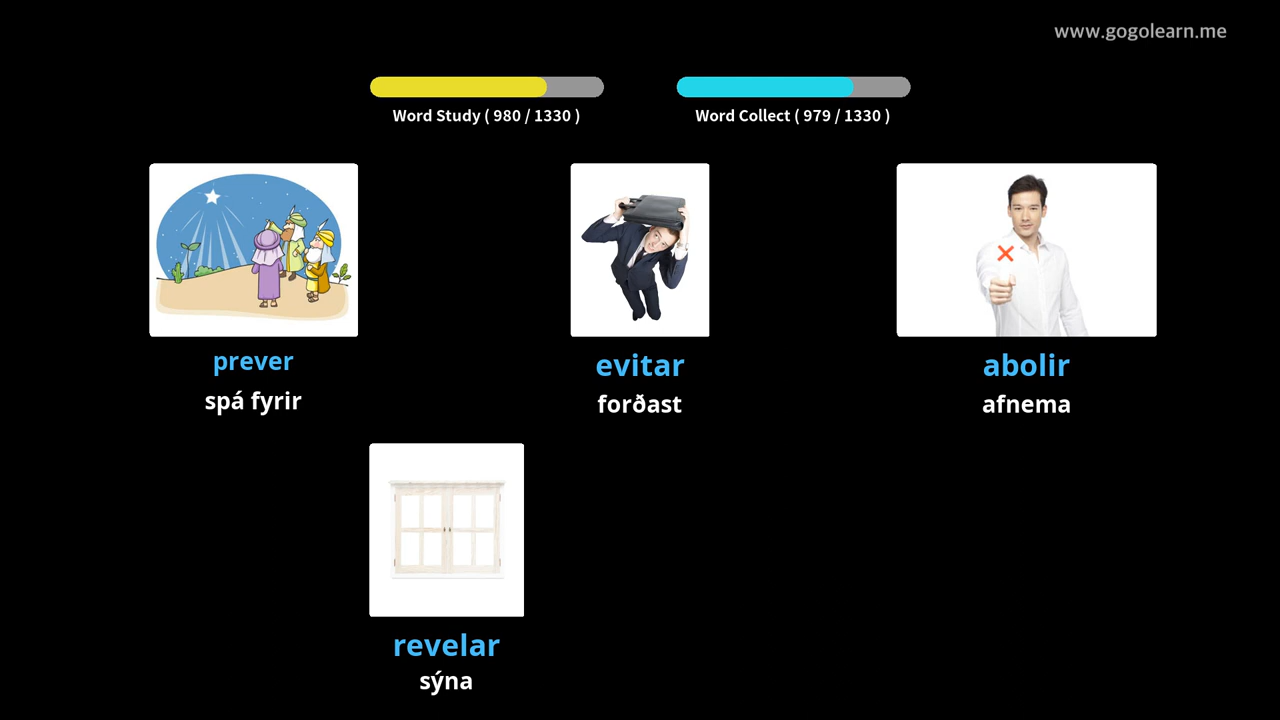 www.gogolearn.me
Word Study ( 980 / 1330 )
Word Collect ( 979 / 1330 )
prever
spá fyrir
evitar
forðast
abolir
afnema
revelar
sýna